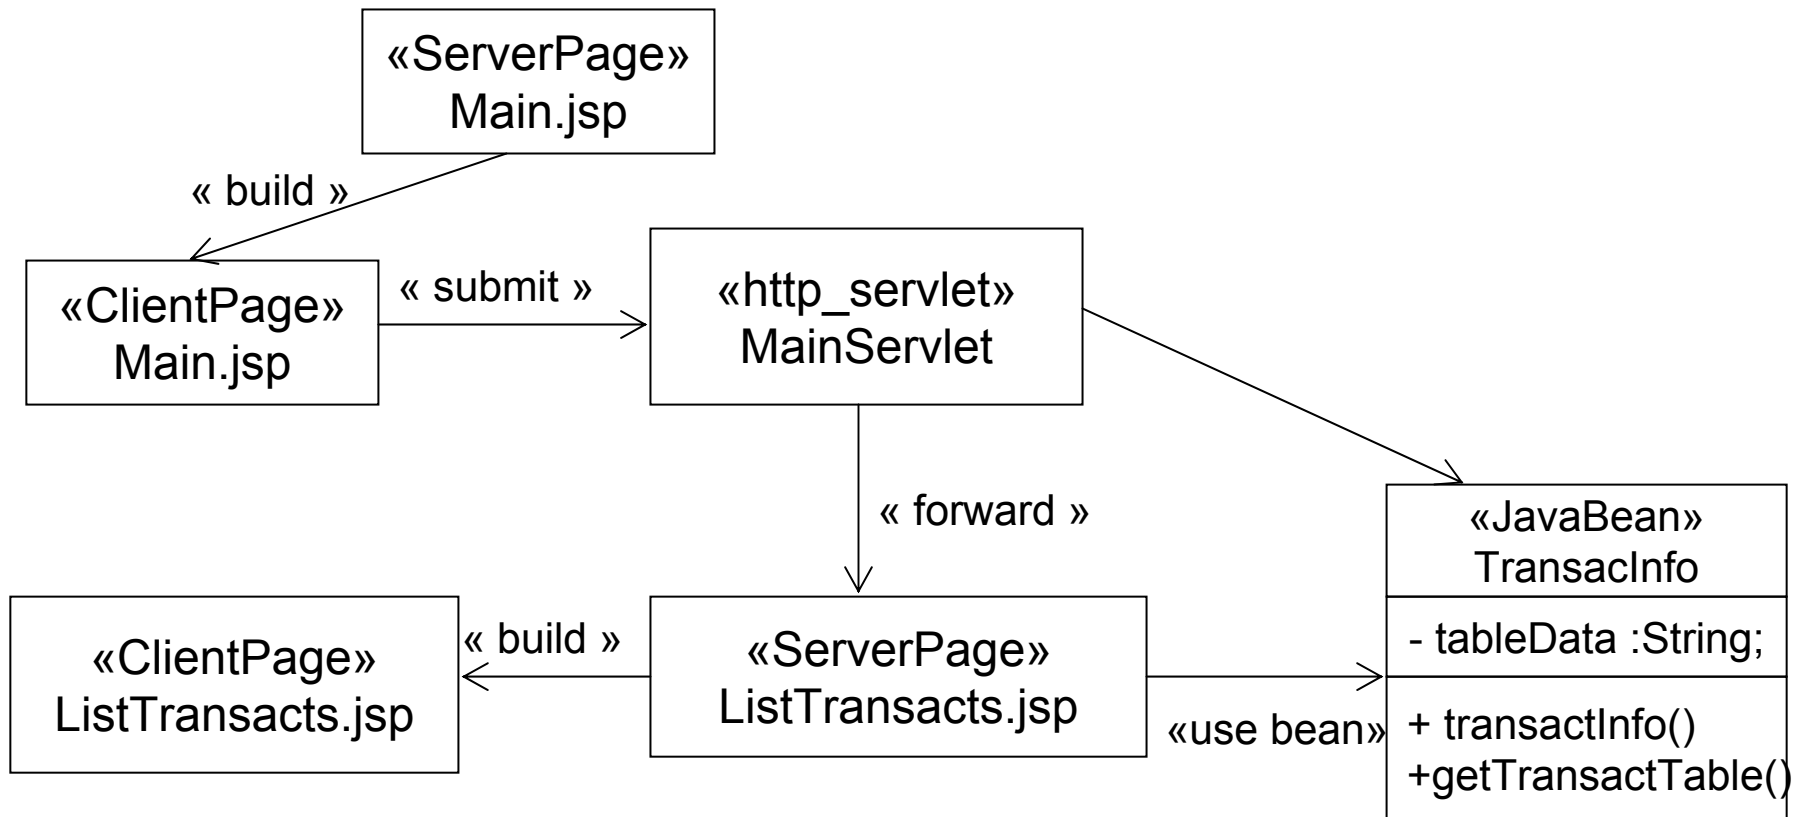 «ServerPage»
Main.jsp
« build »
«ClientPage»
Main.jsp
« submit »
«http_servlet»
MainServlet
« forward »
«JavaBean»
TransacInfo
- tableData :String;
+ transactInfo()
+getTransactTable()
«ClientPage»
ListTransacts.jsp
« build »
«ServerPage»
ListTransacts.jsp
«use bean»